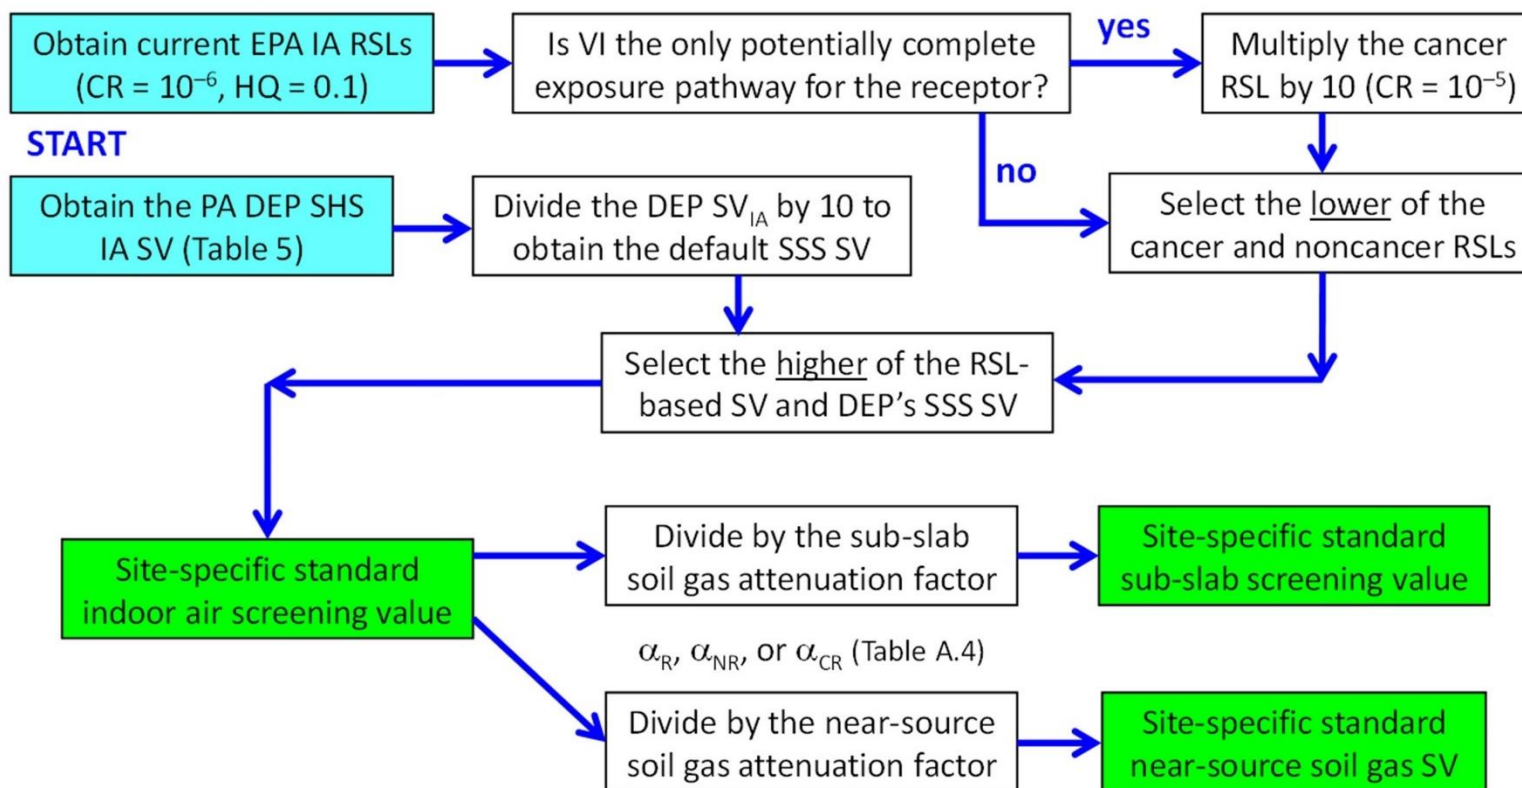 Obtain current EPA IA RSLs
(CR = 10⁻⁶, HQ = 0.1)
Is VI the only potentially complete
exposure pathway for the receptor?
yes
Multiply the cancer
RSL by 10 (CR = 10⁻⁵)
START
no
Obtain the PA DEP SHS
IA SV (Table 5)
Divide the DEP SV_IA by 10 to
obtain the default SSS SV
Select the lower of the
cancer and noncancer RSLs
Select the higher of the RSL-
based SV and DEP’s SSS SV
Site-specific standard
indoor air screening value
Divide by the sub-slab
soil gas attenuation factor
Site-specific standard
sub-slab screening value
α_R, α_NR, or α_CR (Table A.4)
Divide by the near-source
soil gas attenuation factor
Site-specific standard
near-source soil gas SV